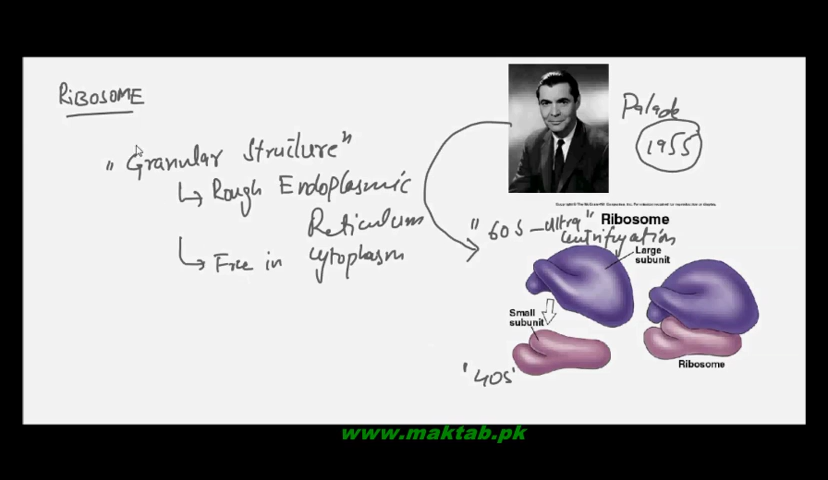 RiBOSOME
"Granular Structure"
↳ Rough Endoplasmic
Reticulum
↳ Free in cytoplasm
Palade
1955
"60S - ultra"
centrifugation
Ribosome
Large
subunit
Small
subunit
Ribosome
'40S'
www.maktab.pk